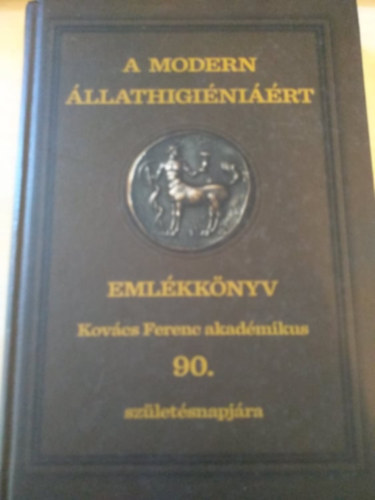 A MODERN
ÁLLATHIGIÉNIÁÉRT
EMLÉKKÖNYV
Kovács Ferenc akadémikus
90.
születésnapjára